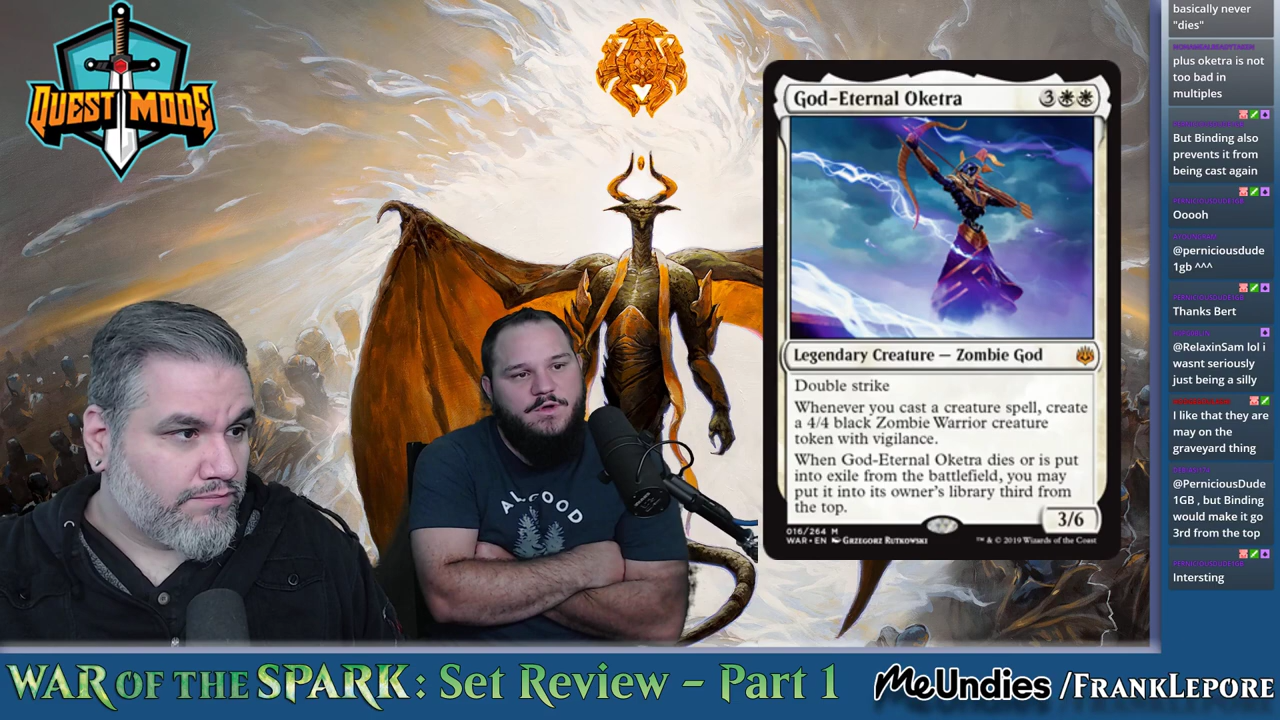 QUEST MODE
God-Eternal Oketra
3
Legendary Creature — Zombie God
Double strike
Whenever you cast a creature spell, create
a 4/4 black Zombie Warrior creature
token with vigilance.
When God-Eternal Oketra dies or is put
into exile from the battlefield, you may
put it into its owner's library third from
the top.
3/6
016/264 M
WAR • EN GRZEGORZ RUTKOWSKI
™ & © 2019 Wizards of the Coast
basically never
"dies"
plus oketra is not
too bad in
multiples
But Binding also
prevents it from
being cast again
Ooooh
@perniciousdude
1gb ^^^
Thanks Bert
@RelaxinSam lol i
wasnt seriously
just being a silly
I like that they are
may on the
graveyard thing
@PerniciousDude
1GB , but Binding
would make it go
3rd from the top
Intersting
WAR OF THE SPARK: Set Review - Part 1
MeUndies /FRANKLEPORE